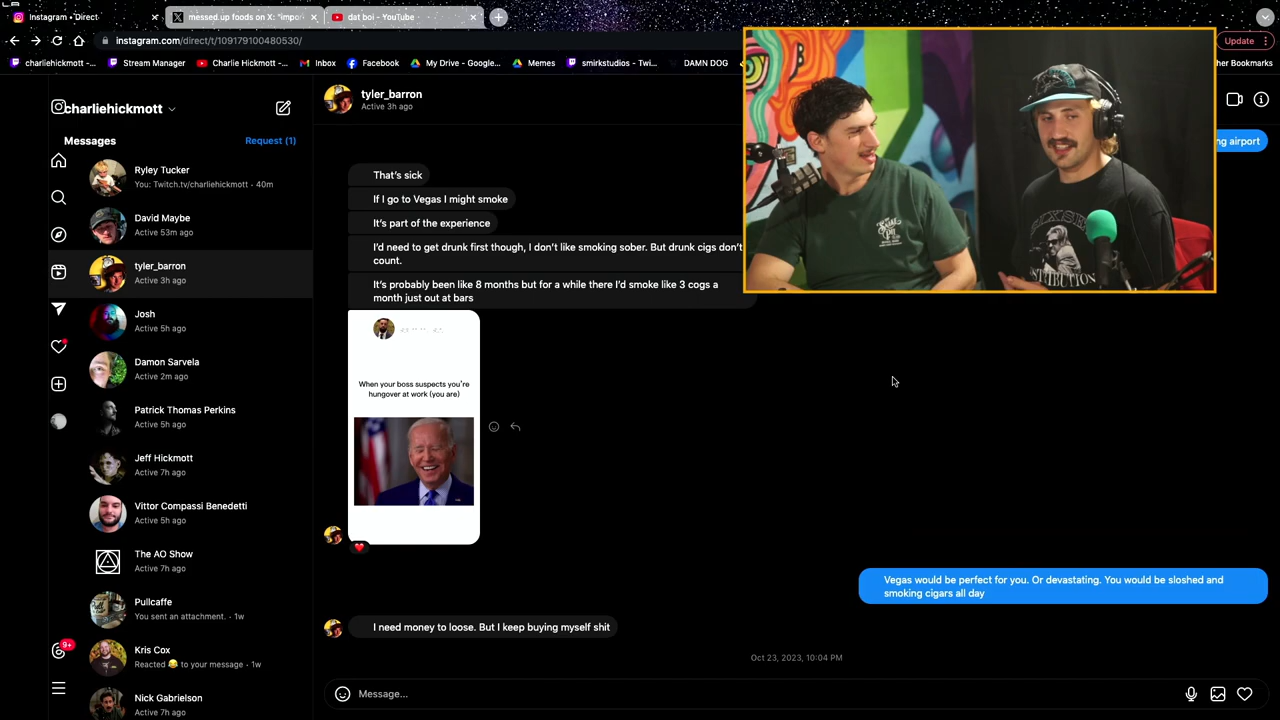 Instagram • Direct
messed up foods on X: "impo
dat boi - YouTube
instagram.com/direct/t/109179100480530/
Update
charliehickmott -...
Stream Manager
Charlie Hickmott -...
Inbox
Facebook
My Drive - Google...
Memes
smirkstudios - Twi...
DAMN DOG
her Bookmarks
charliehickmott
Messages
Request (1)
Ryley Tucker
You: Twitch.tv/charliehickmott · 40m
David Maybe
Active 53m ago
tyler_barron
Active 3h ago
Josh
Active 5h ago
Damon Sarvela
Active 2m ago
Patrick Thomas Perkins
Active 5h ago
Jeff Hickmott
Active 7h ago
Vittor Compassi Benedetti
Active 5h ago
The AO Show
Active 7h ago
Pullcaffe
You sent an attachment. · 1w
Kris Cox
Reacted 😂 to your message · 1w
Nick Gabrielson
Active 7h ago
9+
tyler_barron
Active 3h ago
ng airport
That's sick
If I go to Vegas I might smoke
It's part of the experience
I'd need to get drunk first though, I don't like smoking sober. But drunk cigs don't
count.
It's probably been like 8 months but for a while there I'd smoke like 3 cogs a
month just out at bars
When your boss suspects you're
hungover at work (you are)
Vegas would be perfect for you. Or devastating. You would be sloshed and
smoking cigars all day
I need money to loose. But I keep buying myself shit
Oct 23, 2023, 10:04 PM
Message...